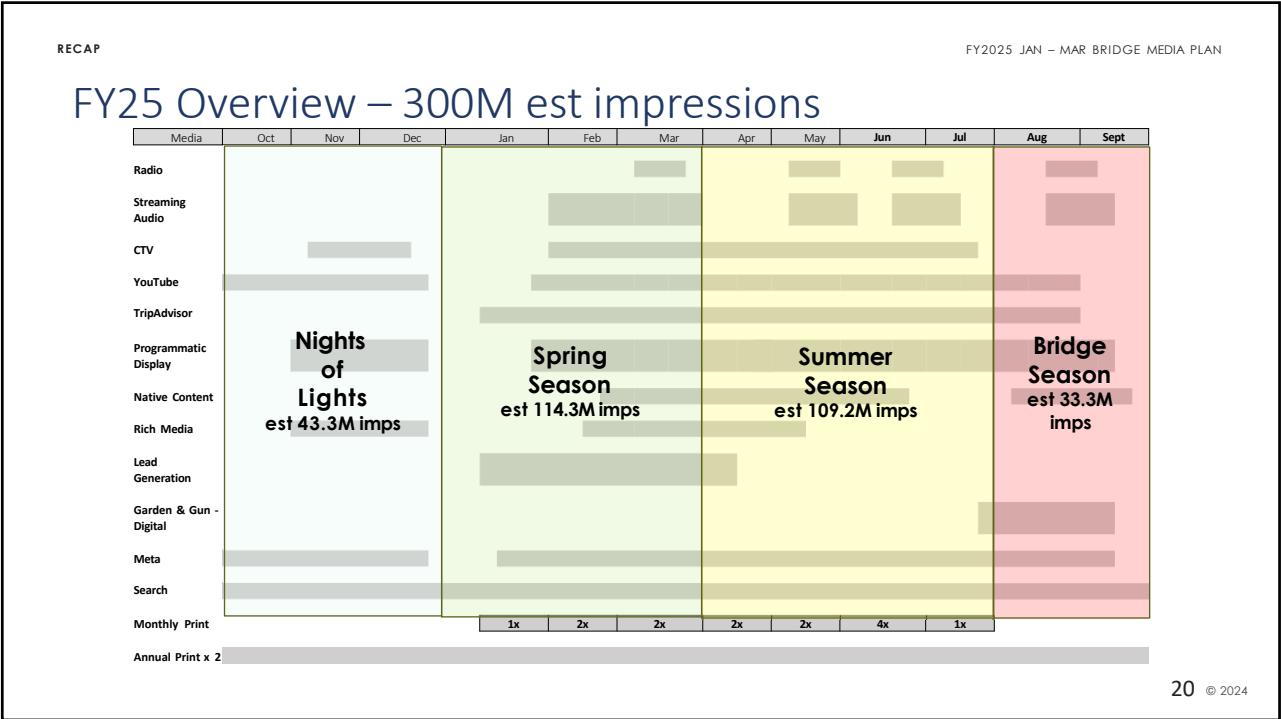 RECAP
FY2025 JAN – MAR BRIDGE MEDIA PLAN
FY25 Overview – 300M est impressions
Media Oct Nov Dec Jan Feb Mar Apr May Jun Jul Aug Sept
Radio
Streaming
Audio
CTV
YouTube
TripAdvisor
Programmatic
Display
Native Content
Rich Media
Lead
Generation
Garden & Gun -
Digital
Meta
Search
Nights
of
Lights
est 43.3M imps
Spring
Season
est 114.3M imps
Summer
Season
est 109.2M imps
Bridge
Season
est 33.3M
imps
Monthly Print 1x 2x 2x 2x 2x 4x 1x
Annual Print x 2
20 © 2024